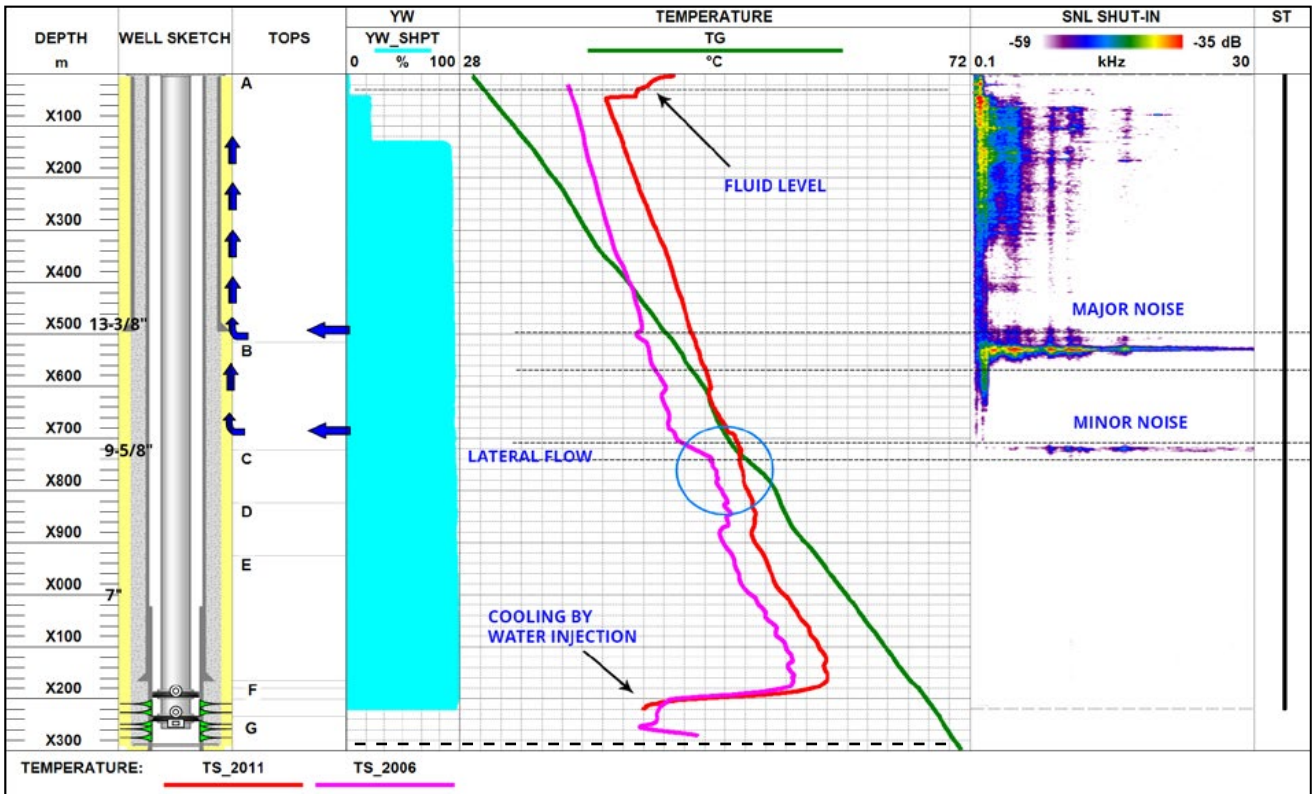 YW TEMPERATURE SNL SHUT-IN ST
DEPTH WELL SKETCH TOPS YW_SHPT TG -59 -35 dB
m 0 % 100 28 °C 72 0.1 kHz 30
A
X100
X200
FLUID LEVEL
X300
X400
MAJOR NOISE
X500 13-3/8"
B
X600
X700
MINOR NOISE
9-5/8"
LATERAL FLOW
C
X800
D
X900
E
X000
7"
COOLING BY
WATER INJECTION
X100
X200
F
G
X300
TEMPERATURE: TS_2011 TS_2006